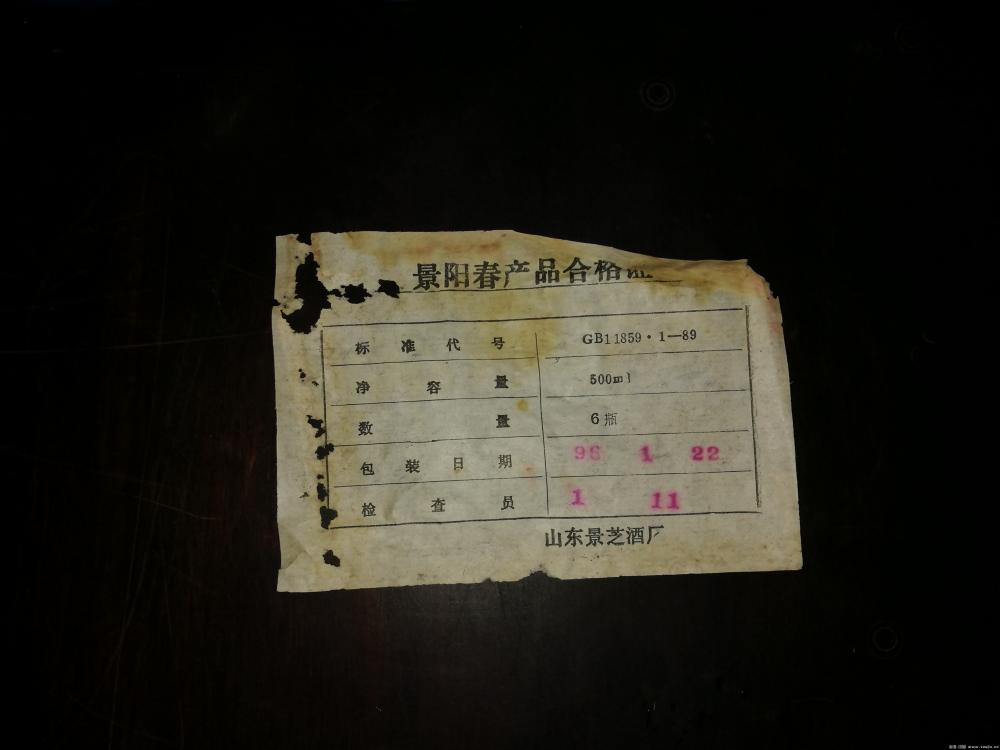 景阳春产品合格证
标准代号 GB11859·1—89
净容量 500ml
数量 6瓶
包装日期 96 1 22
检查员 1 11
山东景芝酒厂